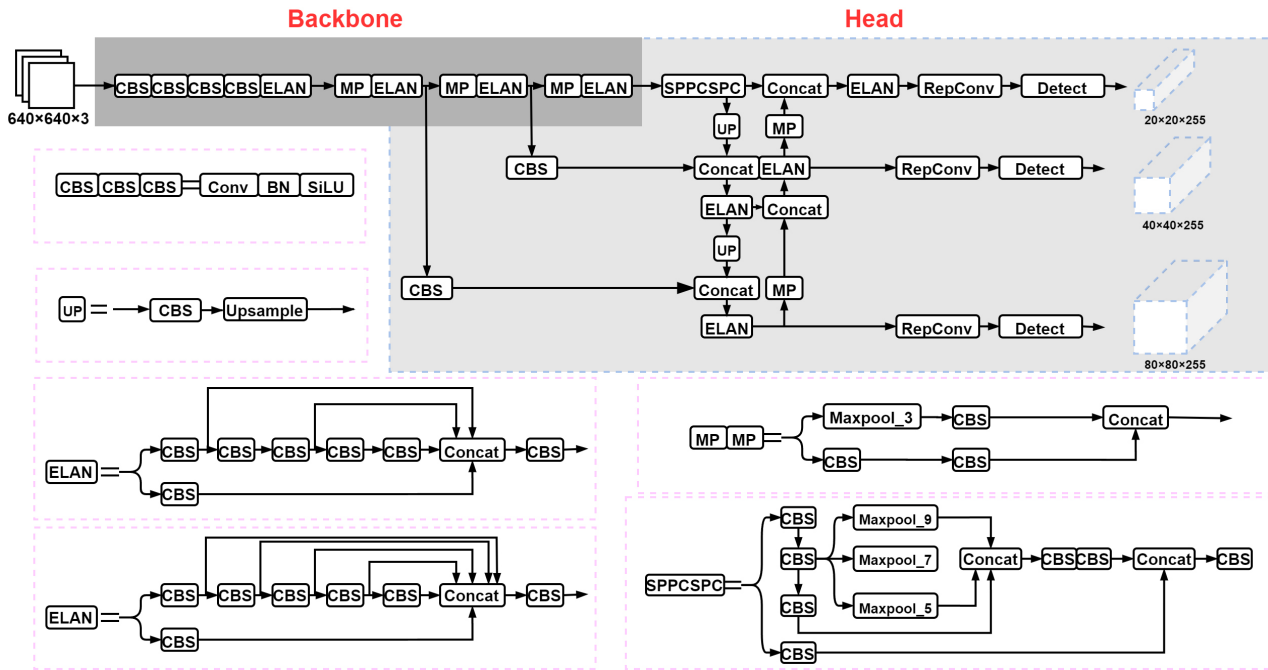 Backbone
Head
CBS CBS CBS CBS ELAN MP ELAN MP ELAN MP ELAN SPPCSPC Concat ELAN RepConv Detect
640×640×3
20×20×255
UP MP
CBS Concat ELAN RepConv Detect
CBS CBS CBS Conv BN SiLU
ELAN Concat
40×40×255
UP
CBS Concat MP
UP CBS Upsample
ELAN RepConv Detect
80×80×255
CBS CBS CBS CBS CBS Concat CBS
ELAN
CBS
Maxpool_3 CBS Concat
MP MP
CBS CBS
CBS CBS CBS CBS CBS Concat CBS
ELAN
CBS
CBS Maxpool_9
CBS Maxpool_7 Concat CBS CBS Concat CBS
SPPCSPC
CBS Maxpool_5
CBS